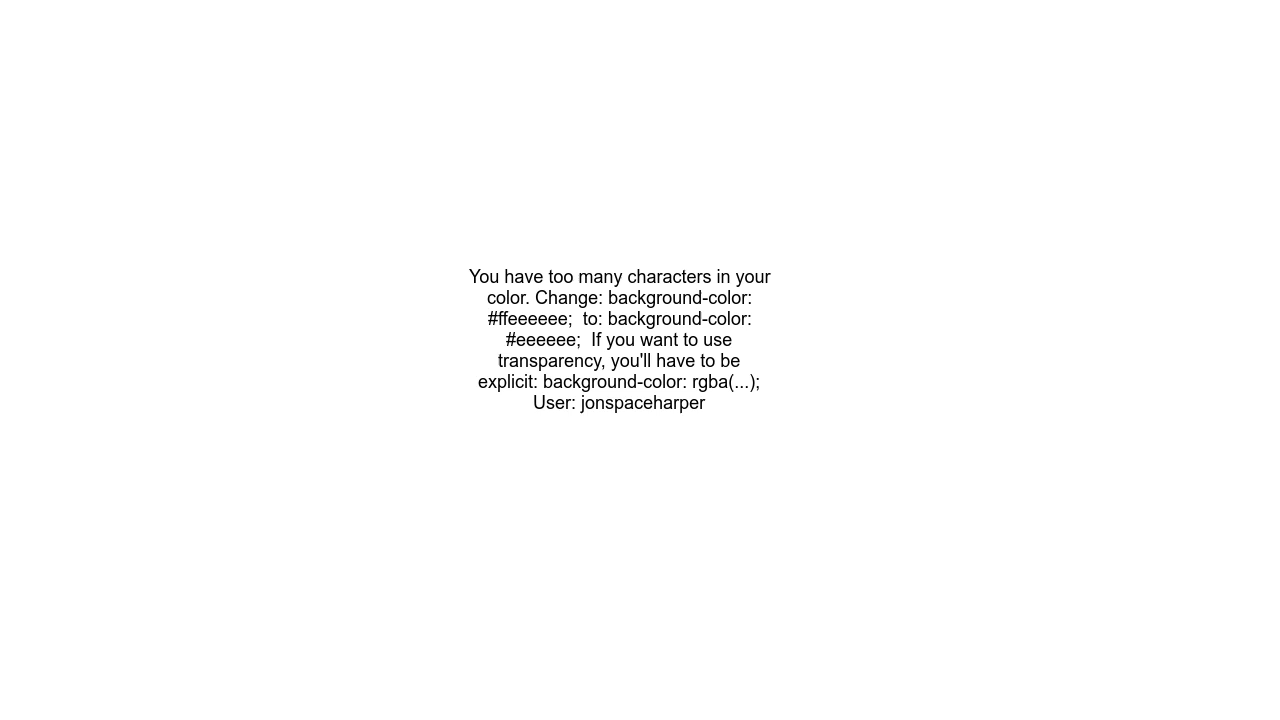 You have too many characters in your
color. Change: background-color:
#ffeeeeee;  to: background-color:
#eeeeee;  If you want to use
transparency, you'll have to be
explicit: background-color: rgba(...);
User: jonspaceharper